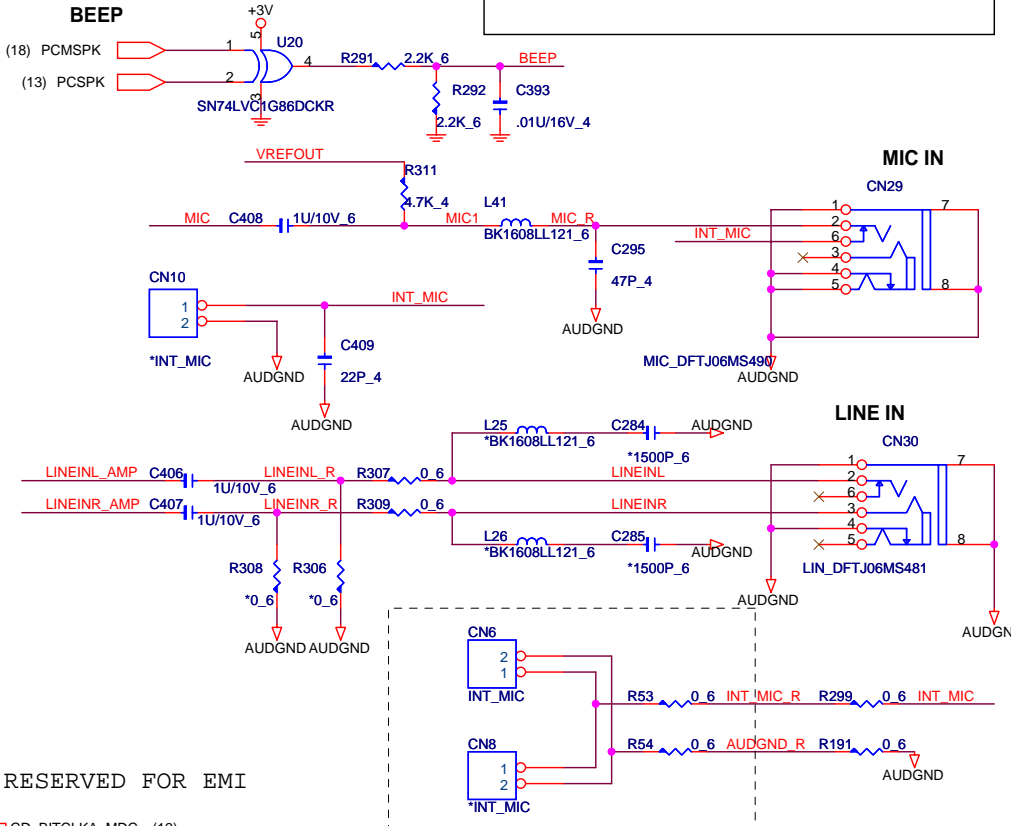 BEEP
+3V
(18) PCMSPK
1
5
U20
4
R291
2.2K_6
BEEP
(13) PCSPK
2
3
SN74LVC1G86DCKR
R292
2.2K_6
C393
.01U/16V_4
VREFOUT
R311
4.7K_4
MIC IN
CN29
MIC
C408
1U/10V_6
MIC1
L41
BK1608LL121_6
MIC_R
INT_MIC
C295
47P_4
AUDGND
1
2
6
3
4
5
7
8
MIC_DFTJ06MS490
AUDGND
CN10
1
2
*INT_MIC
INT_MIC
AUDGND
C409
22P_4
AUDGND
LINE IN
CN30
L25
*BK1608LL121_6
C284
*1500P_6
AUDGND
LINEINL_AMP
C406
1U/10V_6
LINEINL_R
R307
0_6
LINEINL
LINEINR_AMP
C407
1U/10V_6
LINEINR_R
R309
0_6
LINEINR
L26
*BK1608LL121_6
C285
*1500P_6
AUDGND
1
2
6
3
4
5
7
8
LIN_DFTJ06MS481
AUDGND
AUDGN
R308
*0_6
R306
*0_6
AUDGND
AUDGND
CN6
2
1
INT_MIC
R53
0_6
INT_MIC_R
R299
0_6
INT_MIC
CN8
1
2
*INT_MIC
R54
0_6
AUDGND_R
R191
0_6
AUDGND
RESERVED FOR EMI